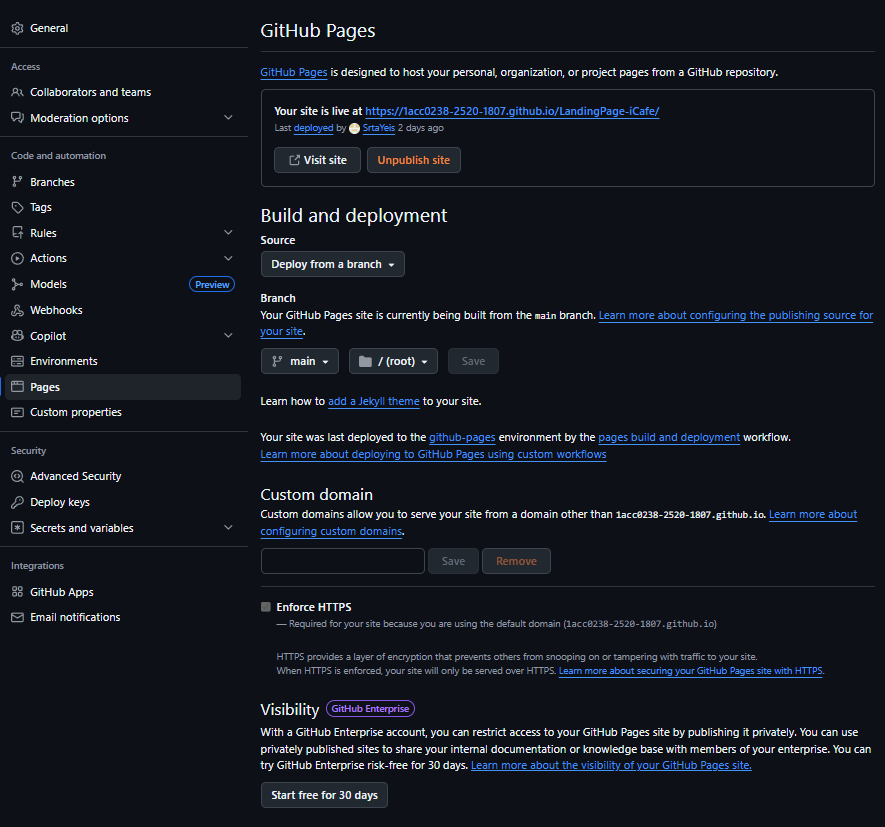 General
Access
Collaborators and teams
Moderation options
Code and automation
Branches
Tags
Rules
Actions
Models Preview
Webhooks
Copilot
Environments
Pages
Custom properties
Security
Advanced Security
Deploy keys
Secrets and variables
Integrations
GitHub Apps
Email notifications
GitHub Pages
GitHub Pages is designed to host your personal, organization, or project pages from a GitHub repository.
Your site is live at https://1acc0238-2520-1807.github.io/LandingPage-iCafe/
Last deployed by SrtaYeis 2 days ago
Visit site Unpublish site
Build and deployment
Source
Deploy from a branch
Branch
Your GitHub Pages site is currently being built from the main branch. Learn more about configuring the publishing source for
your site.
main / (root) Save
Learn how to add a Jekyll theme to your site.
Your site was last deployed to the github-pages environment by the pages build and deployment workflow.
Learn more about deploying to GitHub Pages using custom workflows
Custom domain
Custom domains allow you to serve your site from a domain other than 1acc0238-2520-1807.github.io. Learn more about
configuring custom domains.
Save Remove
Enforce HTTPS
— Required for your site because you are using the default domain (1acc0238-2520-1807.github.io)
HTTPS provides a layer of encryption that prevents others from snooping on or tampering with traffic to your site.
When HTTPS is enforced, your site will only be served over HTTPS. Learn more about securing your GitHub Pages site with HTTPS.
Visibility GitHub Enterprise
With a GitHub Enterprise account, you can restrict access to your GitHub Pages site by publishing it privately. You can use
privately published sites to share your internal documentation or knowledge base with members of your enterprise. You can
try GitHub Enterprise risk-free for 30 days. Learn more about the visibility of your GitHub Pages site.
Start free for 30 days